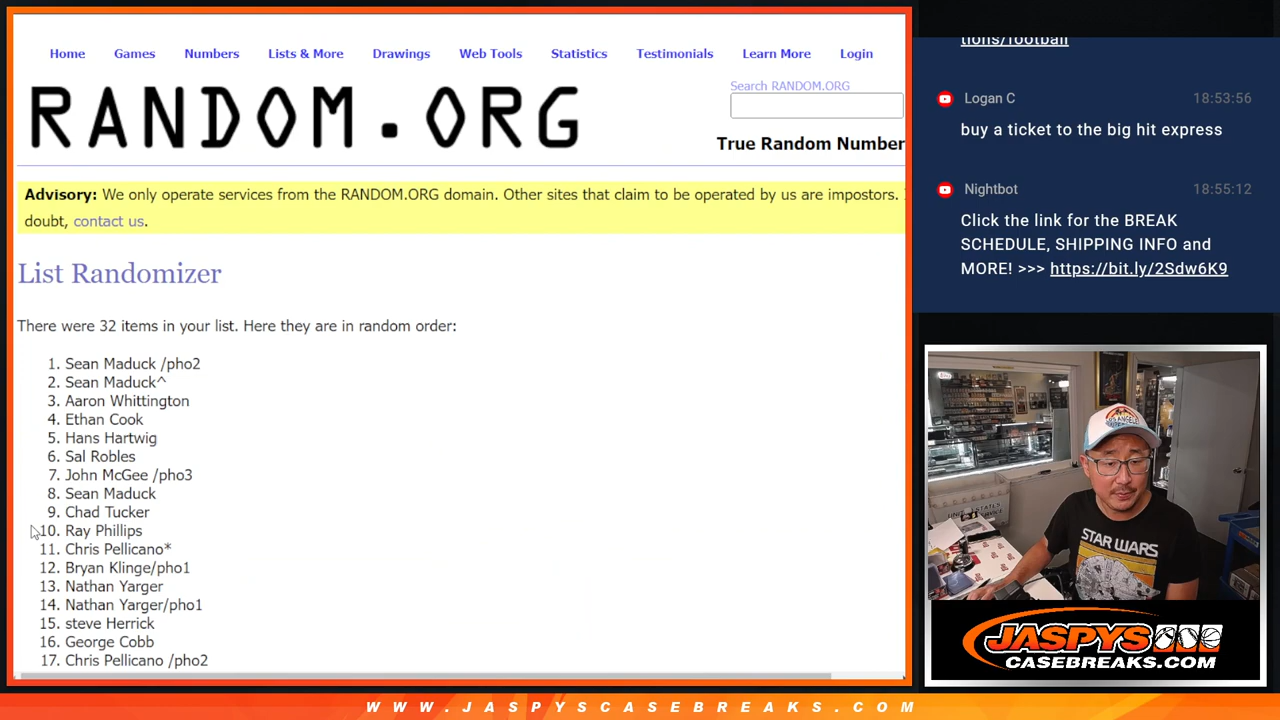 Home Games Numbers Lists & More Drawings Web Tools Statistics Testimonials Learn More Login
RANDOM.ORG
Search RANDOM.ORG
True Random Number
Advisory: We only operate services from the RANDOM.ORG domain. Other sites that claim to be operated by us are impostors.
doubt, contact us.
List Randomizer
There were 32 items in your list. Here they are in random order:
1. Sean Maduck /pho2
2. Sean Maduck^
3. Aaron Whittington
4. Ethan Cook
5. Hans Hartwig
6. Sal Robles
7. John McGee /pho3
8. Sean Maduck
9. Chad Tucker
10. Ray Phillips
11. Chris Pellicano*
12. Bryan Klinge/pho1
13. Nathan Yarger
14. Nathan Yarger/pho1
15. steve Herrick
16. George Cobb
17. Chris Pellicano /pho2
tions/football
Logan C 18:53:56
buy a ticket to the big hit express
Nightbot 18:55:12
Click the link for the BREAK
SCHEDULE, SHIPPING INFO and
MORE! >>> https://bit.ly/2Sdw6K9
STAR WARS
JASPYS
CASEBREAKS.COM
WWW.JASPYSCASEBREAKS.COM